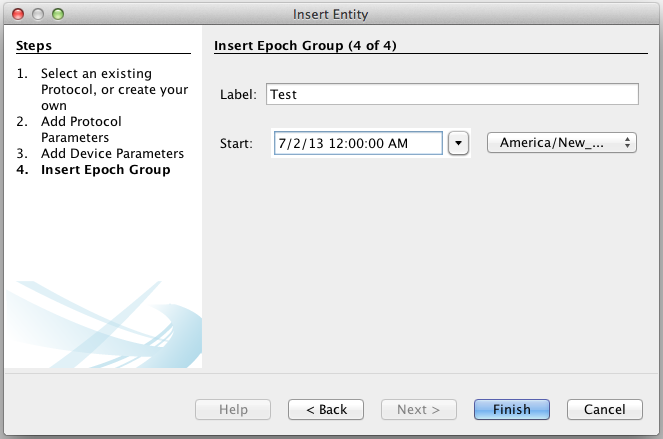 Insert Entity
Steps
1. Select an existing
Protocol, or create your
own
2. Add Protocol
Parameters
3. Add Device Parameters
4. Insert Epoch Group
Insert Epoch Group (4 of 4)
Label: Test
Start: 7/2/13 12:00:00 AM America/New_...
Help < Back Next > Finish Cancel